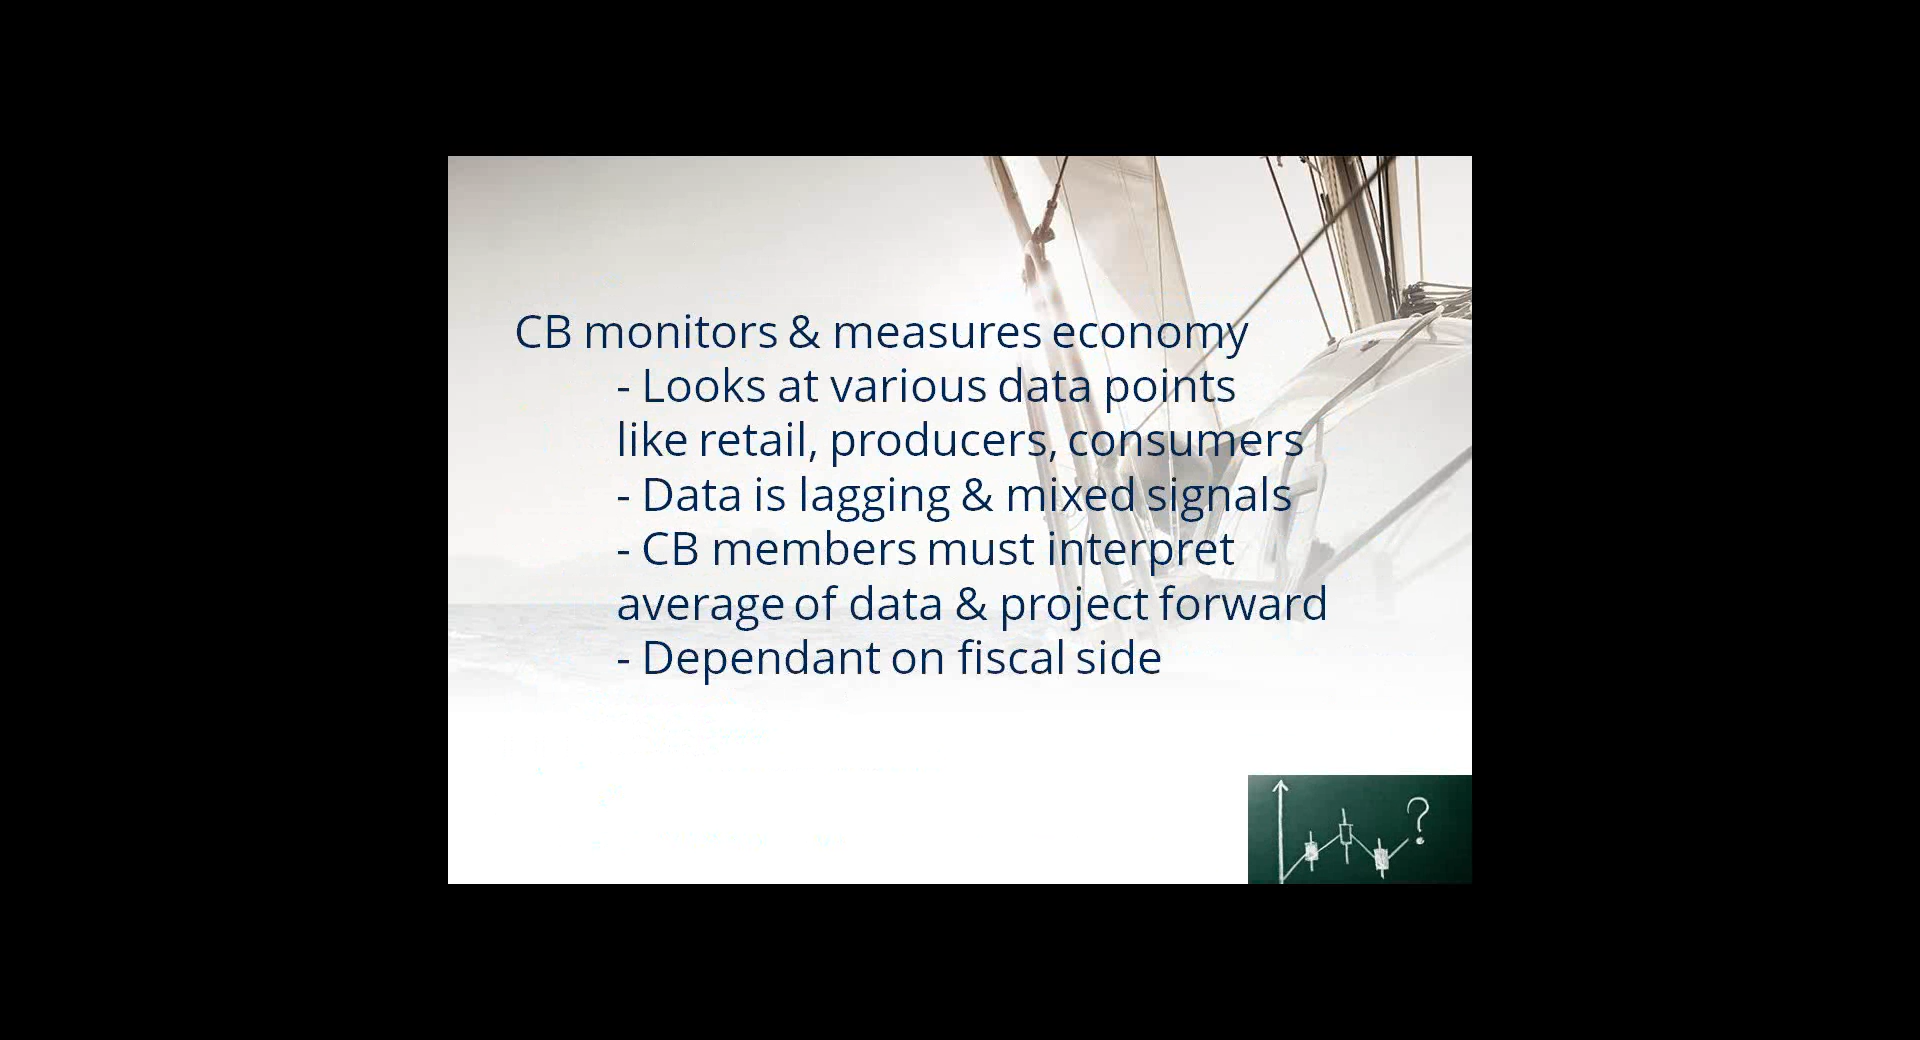 CB monitors & measures economy
- Looks at various data points
like retail, producers, consumers
- Data is lagging & mixed signals
- CB members must interpret
average of data & project forward
- Dependant on fiscal side
?